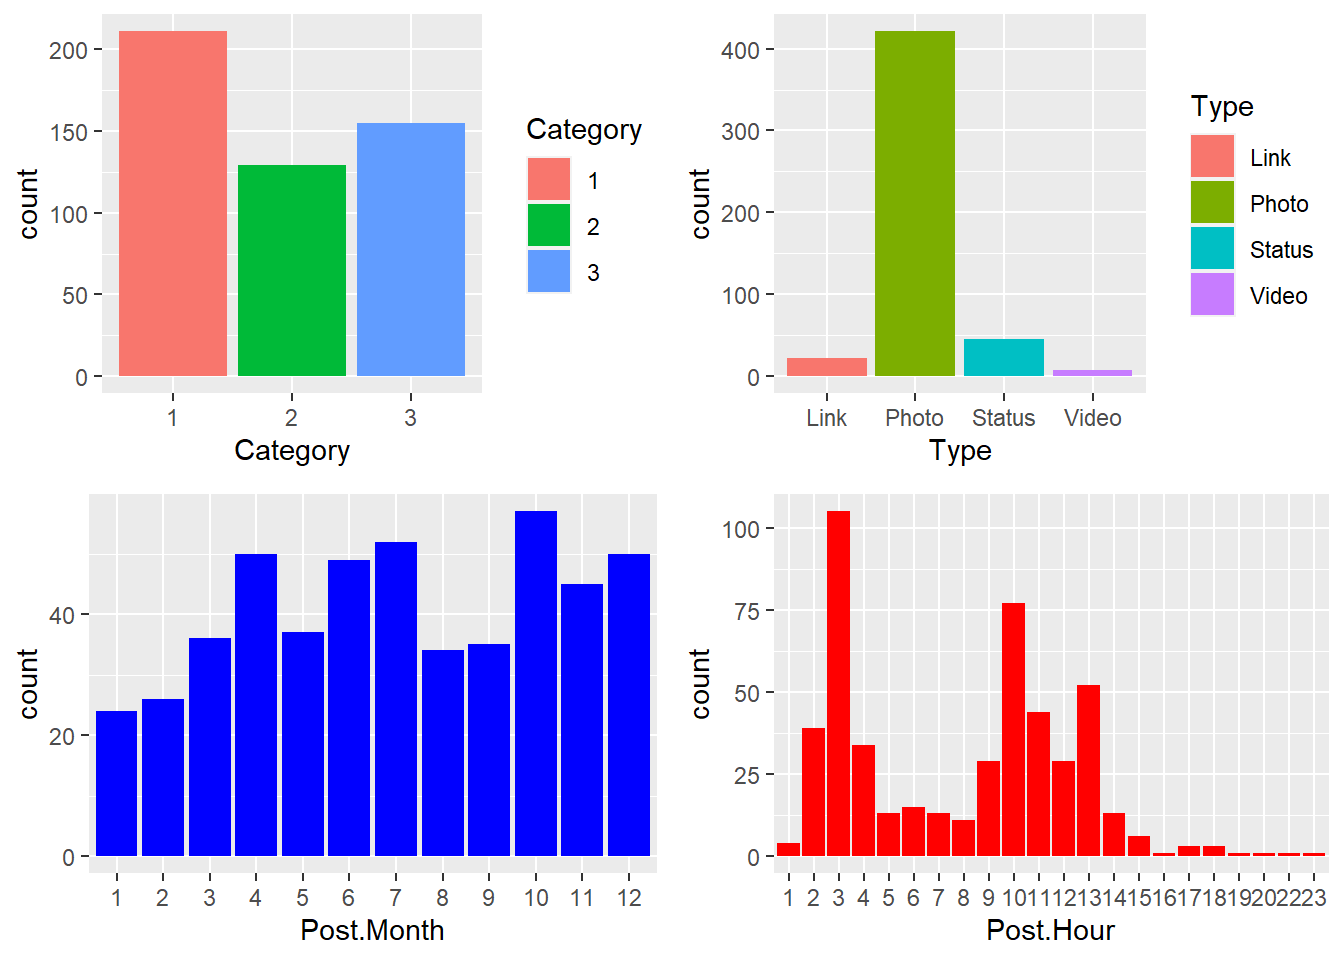 200
150
100
50
0
count
1 2 3
Category
Category
1
2
3
400
300
200
100
0
count
Link Photo Status Video
Type
Type
Link
Photo
Status
Video
40
20
0
count
1 2 3 4 5 6 7 8 9 10 11 12
Post.Month
100
75
50
25
0
count
1 2 3 4 5 6 7 8 9 10 11 12 13 14 15 16 17 18 19 20 22 23
Post.Hour